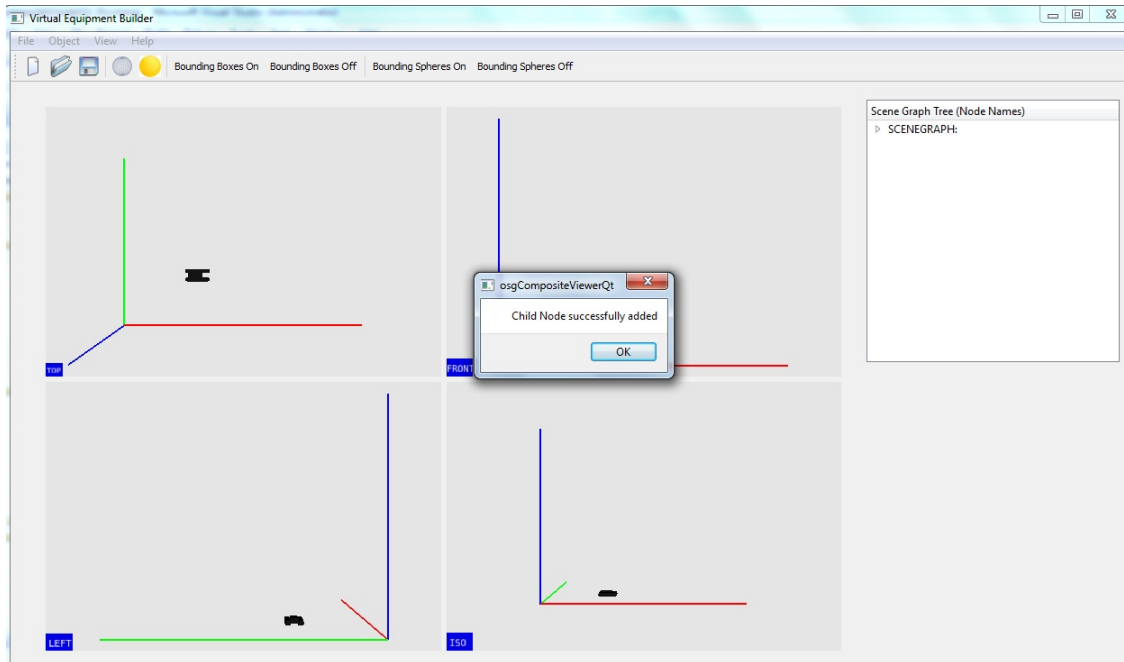 Virtual Equipment Builder
File Object View Help
Bounding Boxes On Bounding Boxes Off Bounding Spheres On Bounding Spheres Off
Scene Graph Tree (Node Names)
SCENEGRAPH:
osgCompositeViewerQt
Child Node successfully added
OK
TOP
FRONT
LEFT
ISO